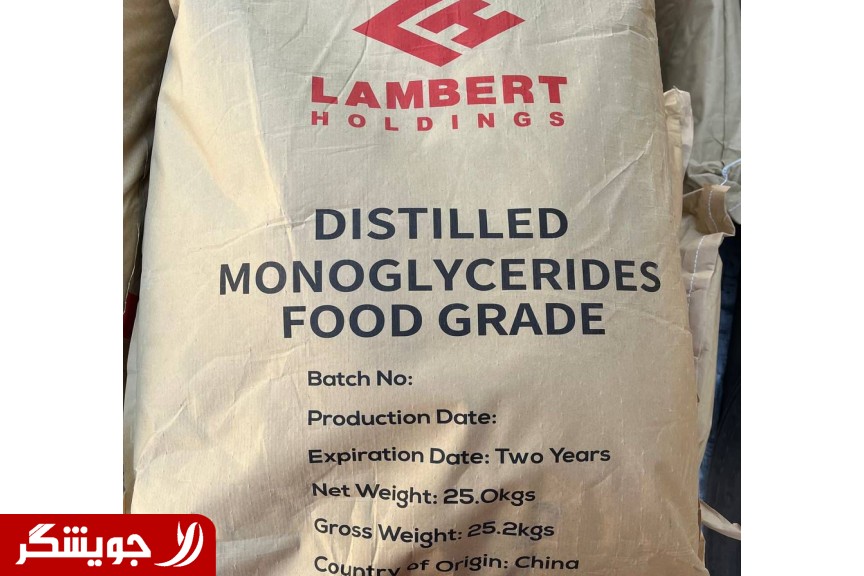 LAMBERT
HOLDINGS
DISTILLED
MONOGLYCERIDES
FOOD GRADE
Batch No:
Production Date:
Expiration Date: Two Years
Net Weight: 25.0kgs
Gross Weight: 25.2kgs
Country of Origin: China
جویشگر